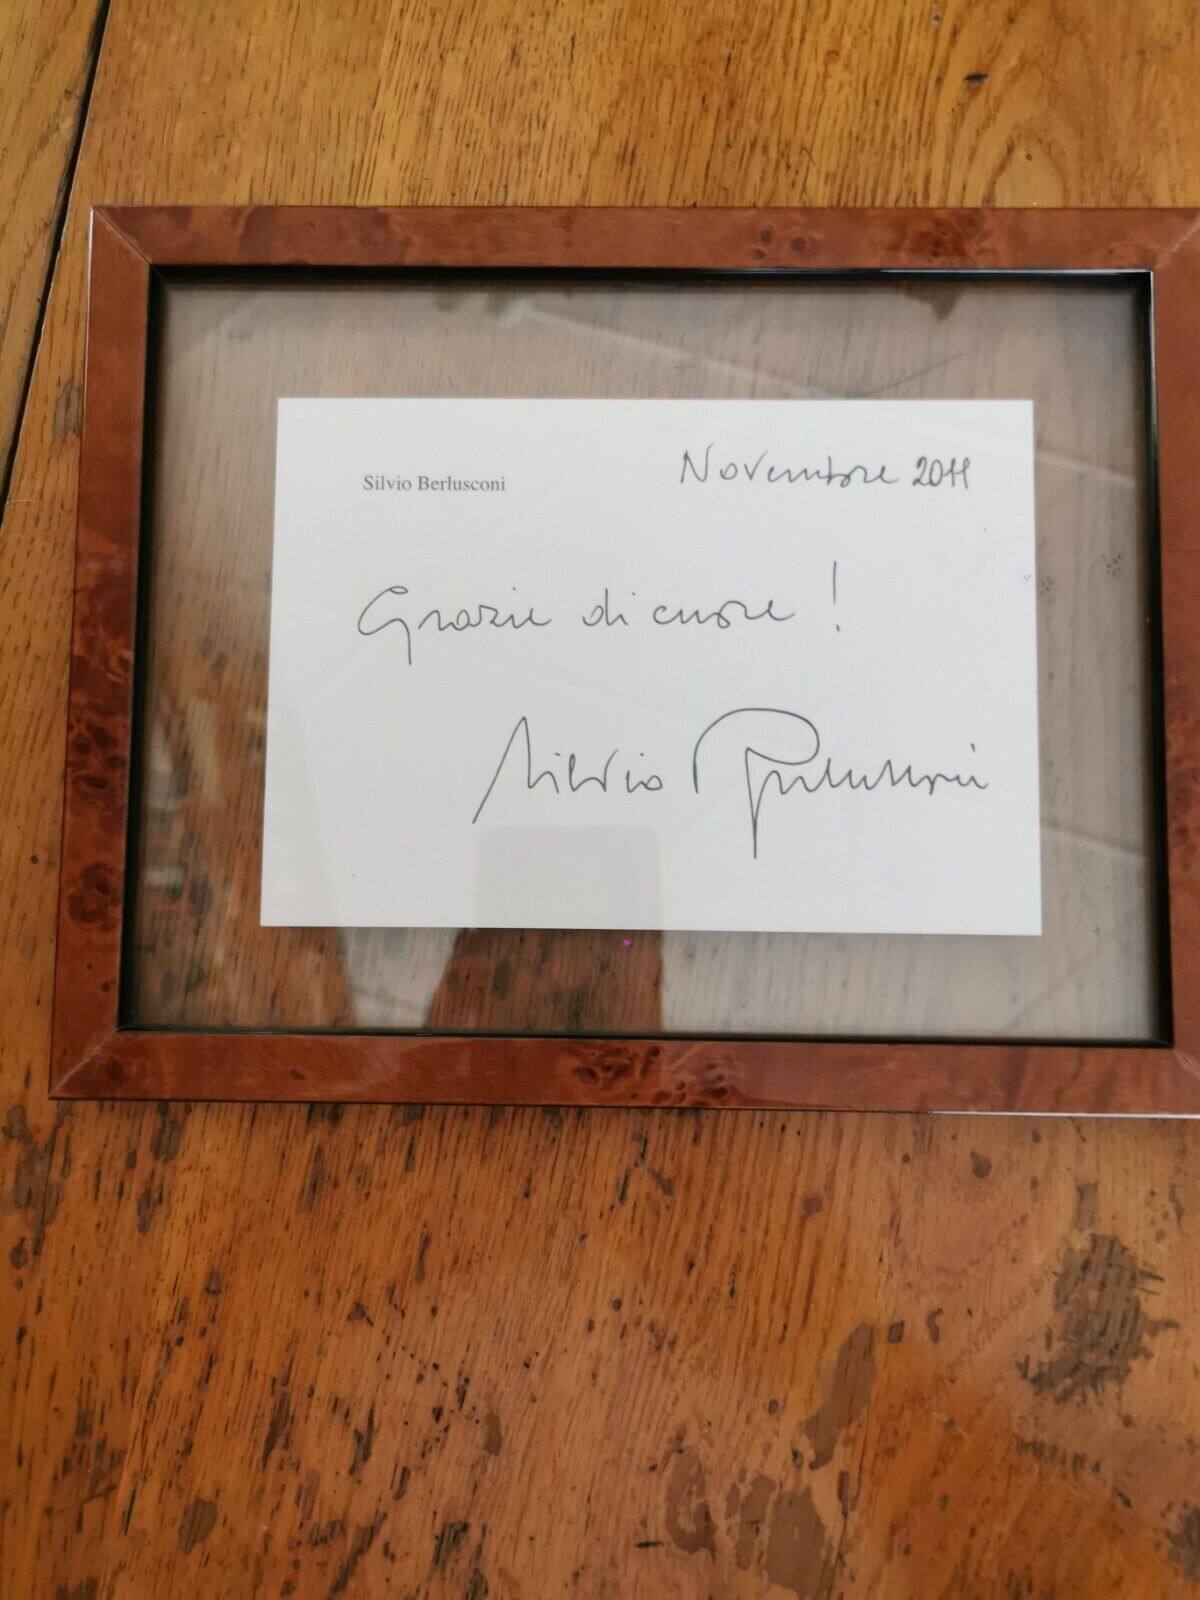 Silvio Berlusconi
Novembre 2011
Grazie di cuore!
Silvio Berlusconi